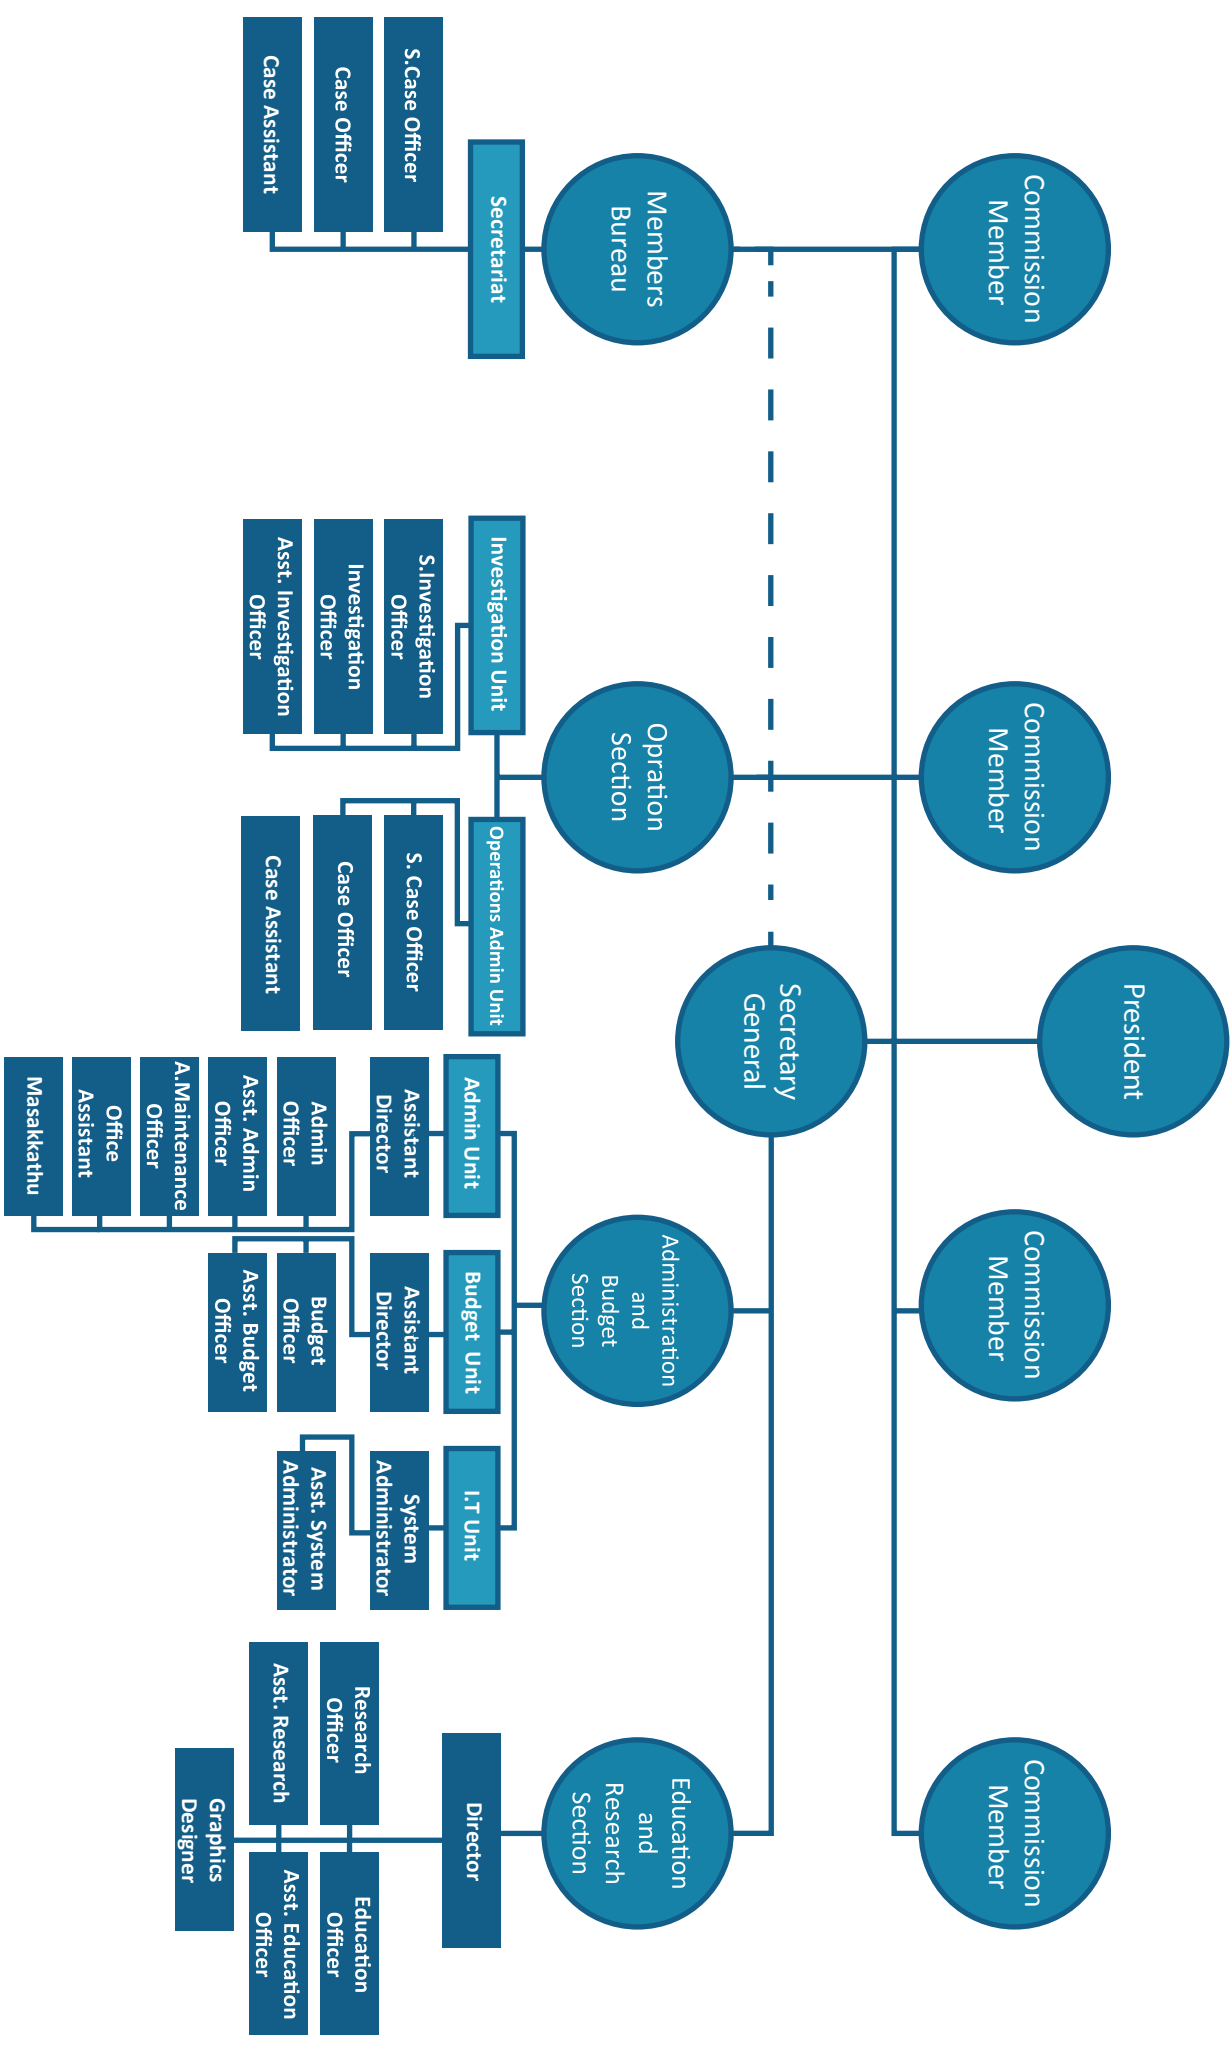 President
Commission
Member
Commission
Member
Commission
Member
Commission
Member
Secretary
General
Members
Bureau
Opration
Section
Administration
and
Budget
Section
Education
and
Research
Section
Secretariat
S.Case Officer
Case Officer
Case Assistant
Investigation Unit
S.Investigation
Officer
Investigation
Officer
Asst. Investigation
Officer
Operations Admin Unit
S. Case Officer
Case Officer
Case Assistant
Admin Unit
Assistant
Director
Admin
Officer
Asst. Admin
Officer
A.Maintenance
Officer
Office
Assistant
Masakkathu
Budget Unit
Assistant
Director
Budget
Officer
Asst. Budget
Officer
I.T Unit
System
Administrator
Asst. System
Administrator
Director
Research
Officer
Education
Officer
Asst. Research
Asst. Education
Officer
Graphics
Designer